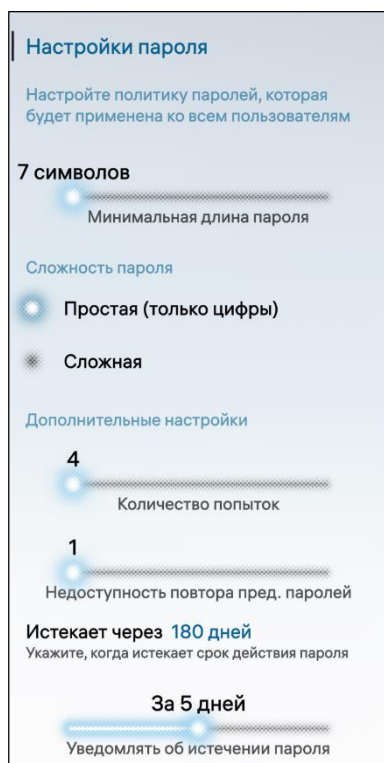 Настройки пароля
Настройте политику паролей, которая
будет применена ко всем пользователям
7 символов
Минимальная длина пароля
Сложность пароля
Простая (только цифры)
Сложная
Дополнительные настройки
4
Количество попыток
1
Недоступность повтора пред. паролей
Истекает через 180 дней
Укажите, когда истекает срок действия пароля
За 5 дней
Уведомлять об истечении пароля